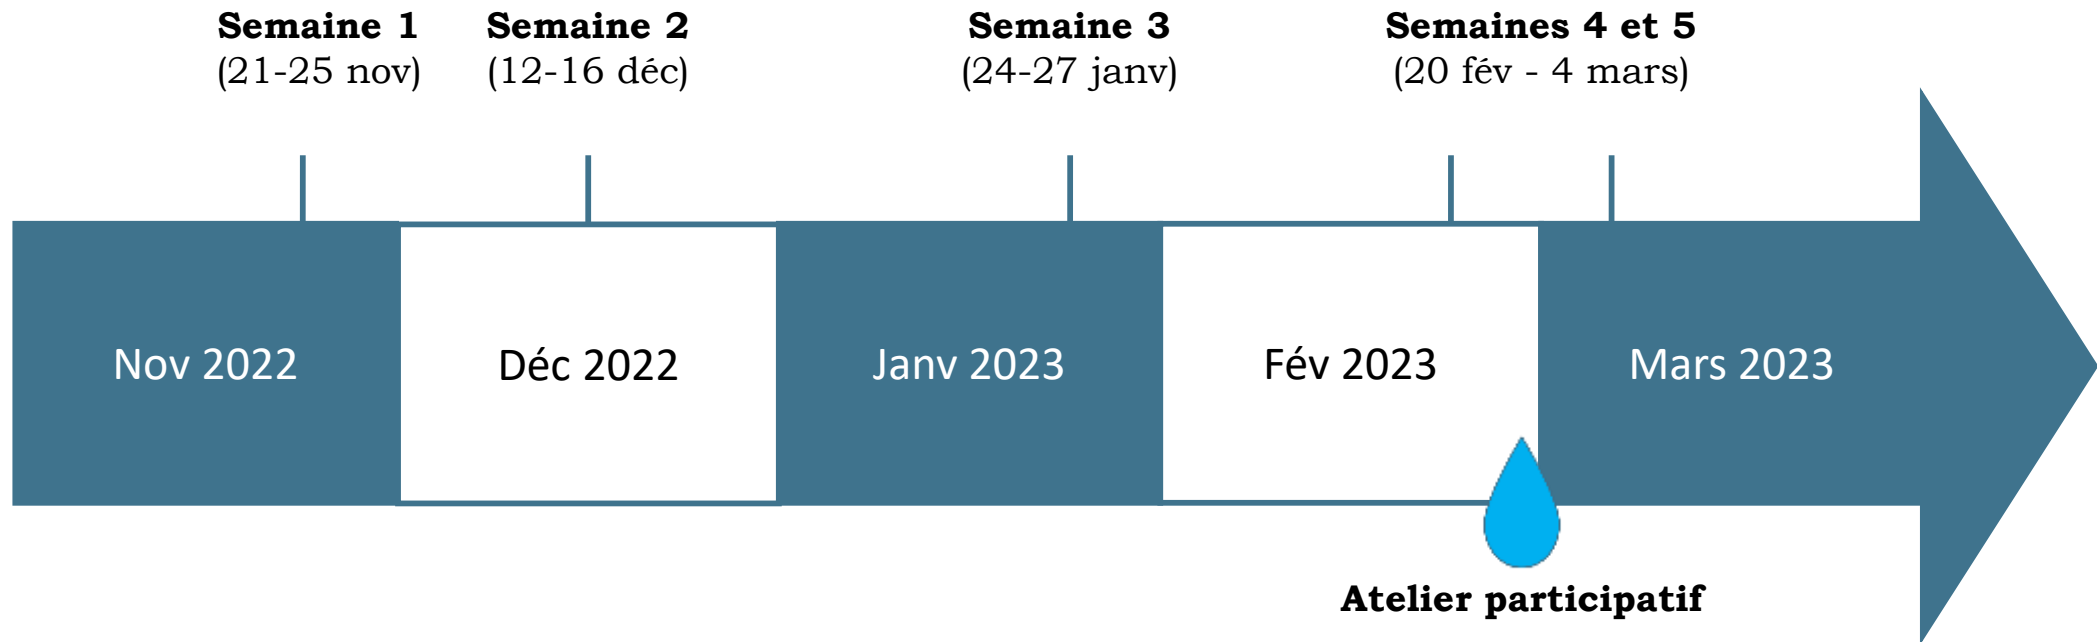 Semaine 1
(21-25 nov)
Semaine 2
(12-16 déc)
Semaine 3
(24-27 janv)
Semaines 4 et 5
(20 fév - 4 mars)
Nov 2022
Déc 2022
Janv 2023
Fév 2023
Mars 2023
Atelier participatif